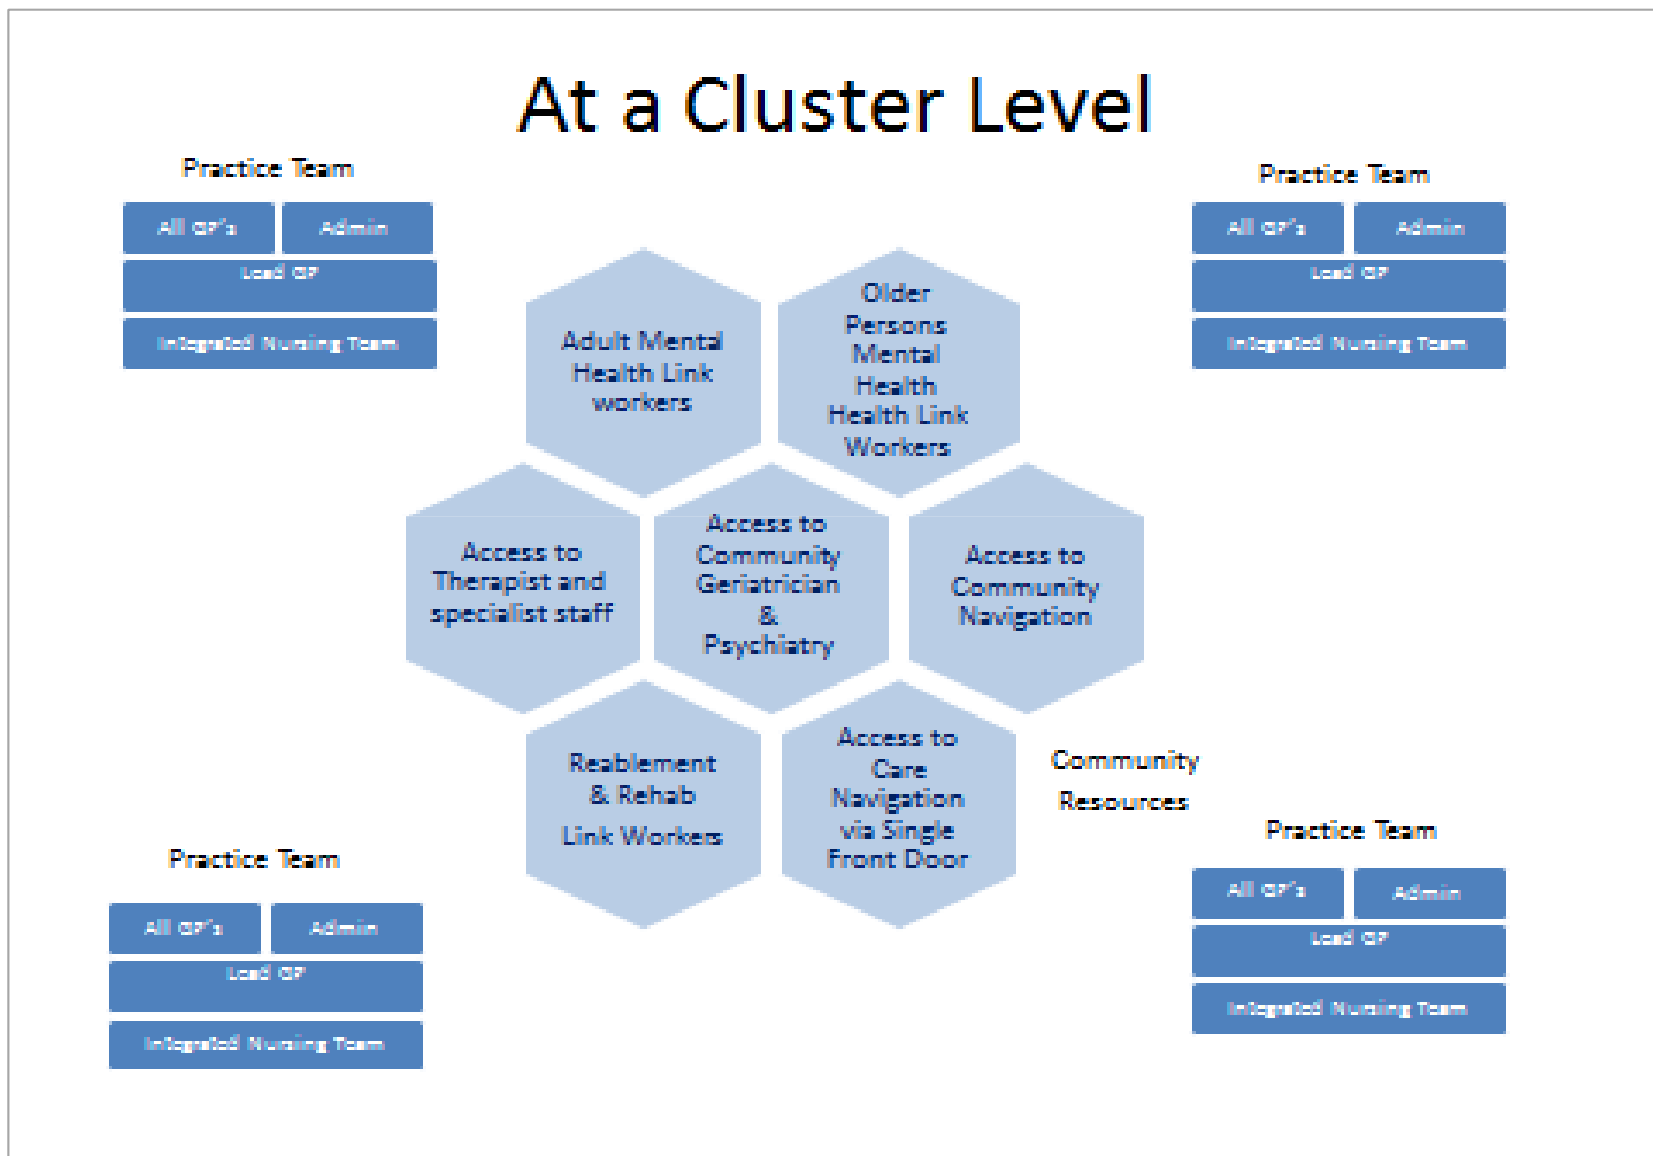 At a Cluster Level
Practice Team
All GP's
Admin
Lead GP
Integrated Nursing Team
Practice Team
All GP's
Admin
Lead GP
Integrated Nursing Team
Adult Mental
Health Link
workers
Older
Persons
Mental
Health
Health Link
Workers
Access to
Therapist and
specialist staff
Access to
Community
Geriatrician
&
Psychiatry
Access to
Community
Navigation
Reablement
& Rehab
Link Workers
Access to
Care
Navigation
via Single
Front Door
Community
Resources
Practice Team
All GP's
Admin
Lead GP
Integrated Nursing Team
Practice Team
All GP's
Admin
Lead GP
Integrated Nursing Team